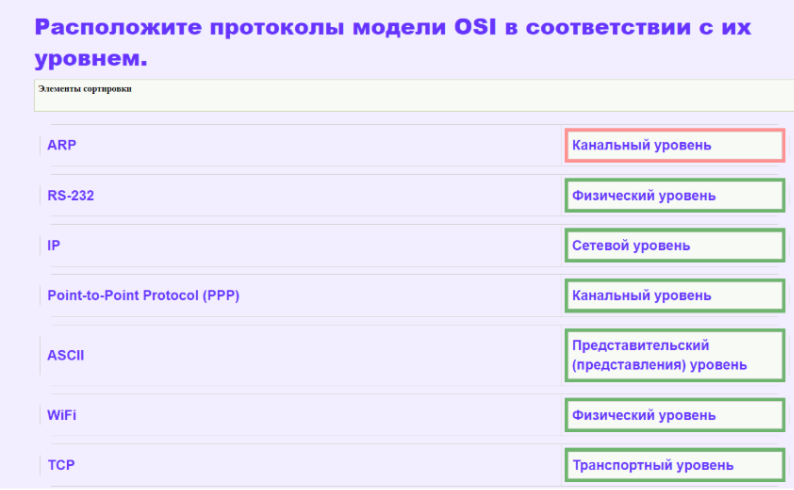 Расположите протоколы модели OSI в соответствии с их
уровнем.
Элементы сортировки
ARP
Канальный уровень
RS-232
Физический уровень
IP
Сетевой уровень
Point-to-Point Protocol (PPP)
Канальный уровень
ASCII
Представительский
(представления) уровень
WiFi
Физический уровень
TCP
Транспортный уровень